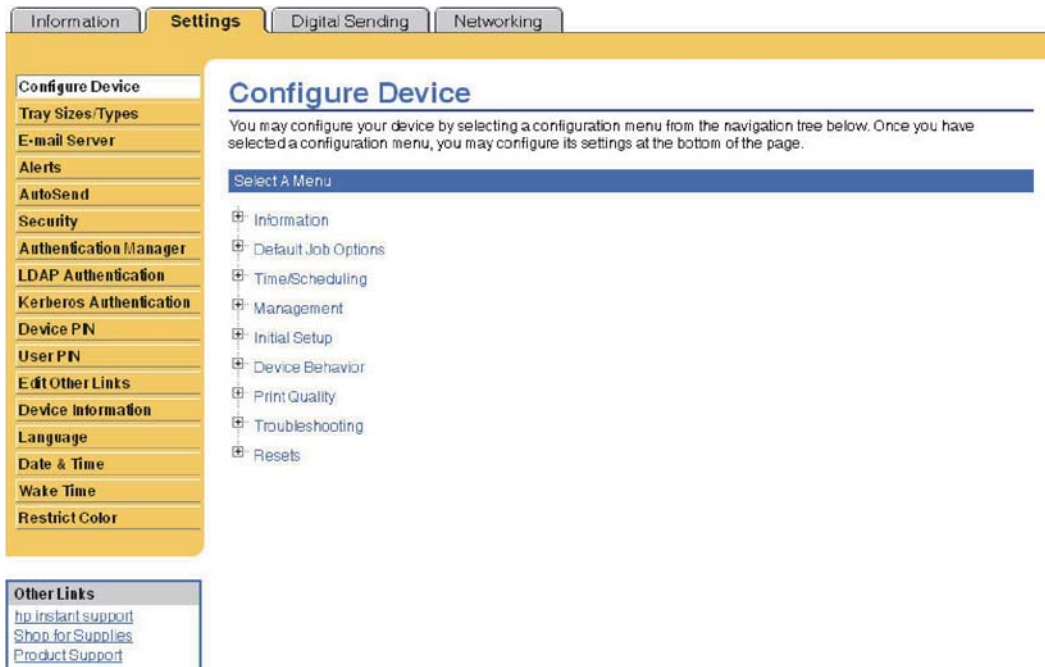 Information
Settings
Digital Sending
Networking
Configure Device
Tray Sizes/Types
E-mail Server
Alerts
AutoSend
Security
Authentication Manager
LDAP Authentication
Kerberos Authentication
Device PIN
User PIN
Edit Other Links
Device Information
Language
Date & Time
Wake Time
Restrict Color
Other Links
hp instant support
Shop for Supplies
Product Support
Configure Device
You may configure your device by selecting a configuration menu from the navigation tree below. Once you have
selected a configuration menu, you may configure its settings at the bottom of the page.
Select A Menu
Information
Default Job Options
Time/Scheduling
Management
Initial Setup
Device Behavior
Print Quality
Troubleshooting
Resets